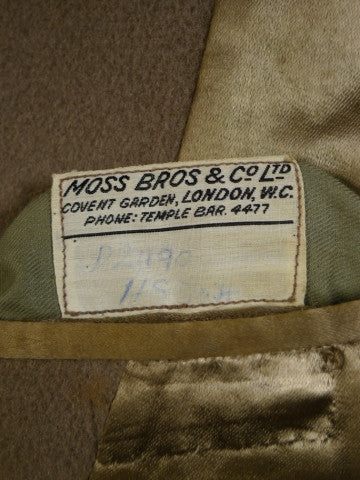 MOSS BROS & CO LTD
COVENT GARDEN, LONDON, W.C.
PHONE: TEMPLE BAR. 4477